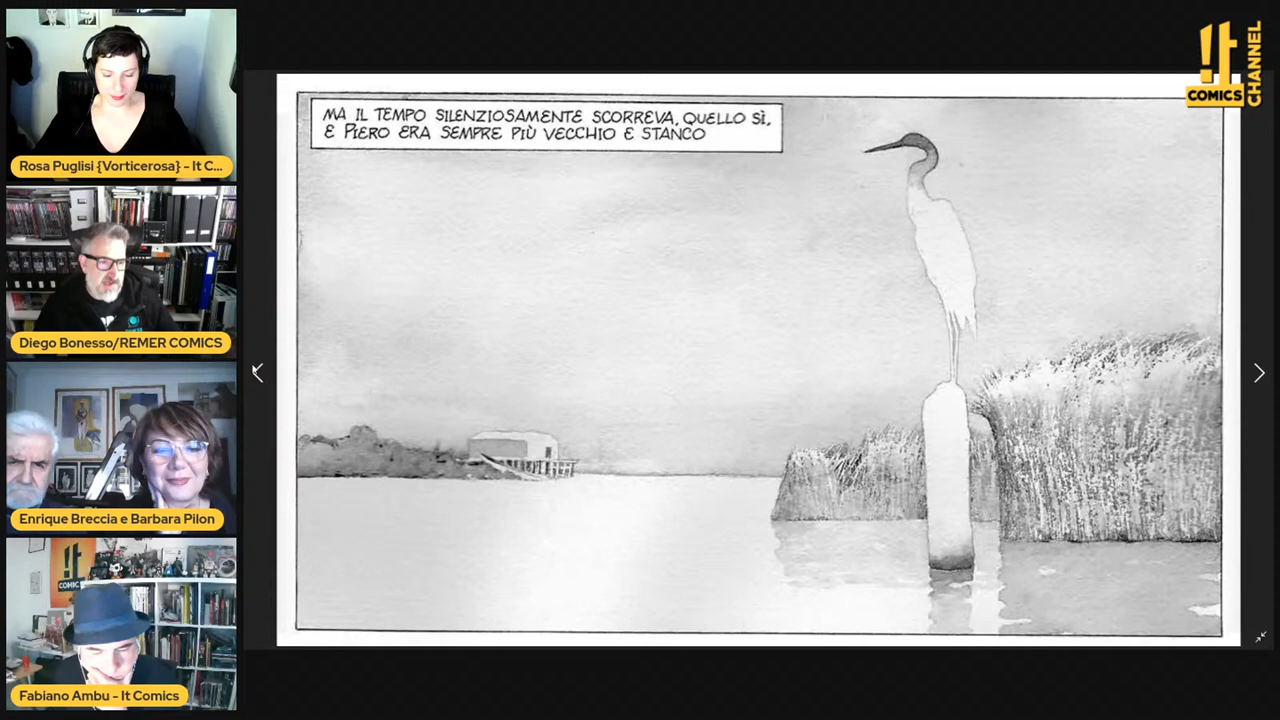 Rosa Puglisi {Vorticerosa} - It C...
Diego Bonesso/REMER COMICS
Enrique Breccia e Barbara Pilon
Fabiano Ambu - It Comics
MA IL TEMPO SILENZIOSAMENTE SCORREVA, QUELLO SÌ,
E PIERO ERA SEMPRE PIÙ VECCHIO E STANCO
!t
COMICS
CHANNEL
!t
COMICS